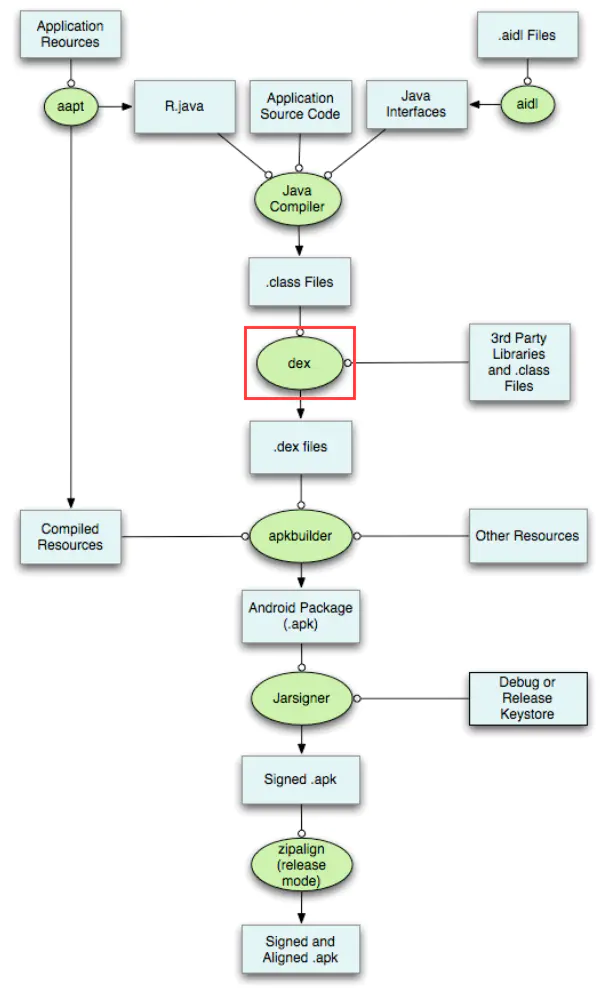 Application
Reources
.aidl Files
aapt
R.java
Application
Source Code
Java
Interfaces
aidl
Java
Compiler
.class Files
dex
3rd Party
Libraries
and .class
Files
.dex files
Compiled
Resources
apkbuilder
Other Resources
Android Package
(.apk)
Jarsigner
Debug or
Release
Keystore
Signed .apk
zipalign
(release
mode)
Signed and
Aligned .apk